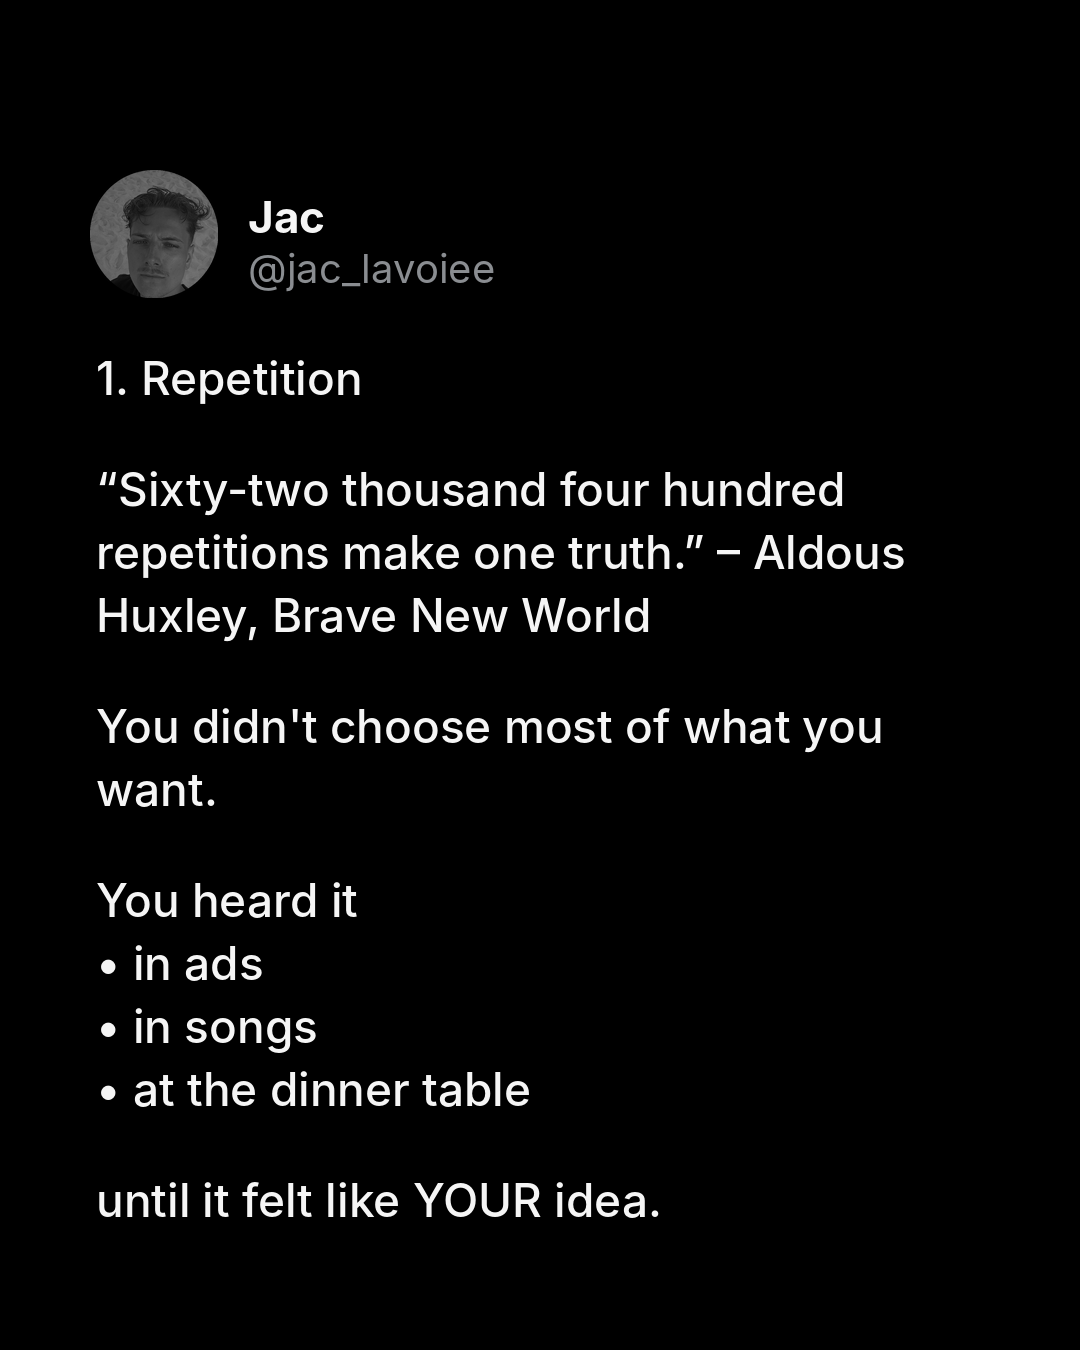 Jac
@jac_lavoiee
1. Repetition
“Sixty-two thousand four hundred
repetitions make one truth.” – Aldous
Huxley, Brave New World
You didn't choose most of what you
want.
You heard it
• in ads
• in songs
• at the dinner table
until it felt like YOUR idea.